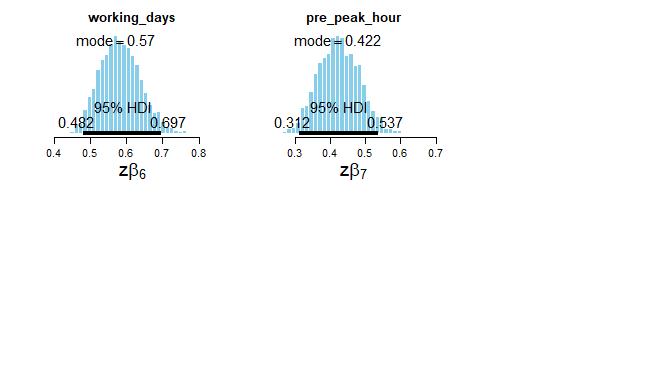 working_days
mode = 0.57
95% HDI
0.482 0.697
0.4 0.5 0.6 0.7 0.8
zβ6
pre_peak_hour
mode = 0.422
95% HDI
0.312 0.537
0.3 0.4 0.5 0.6 0.7
zβ7